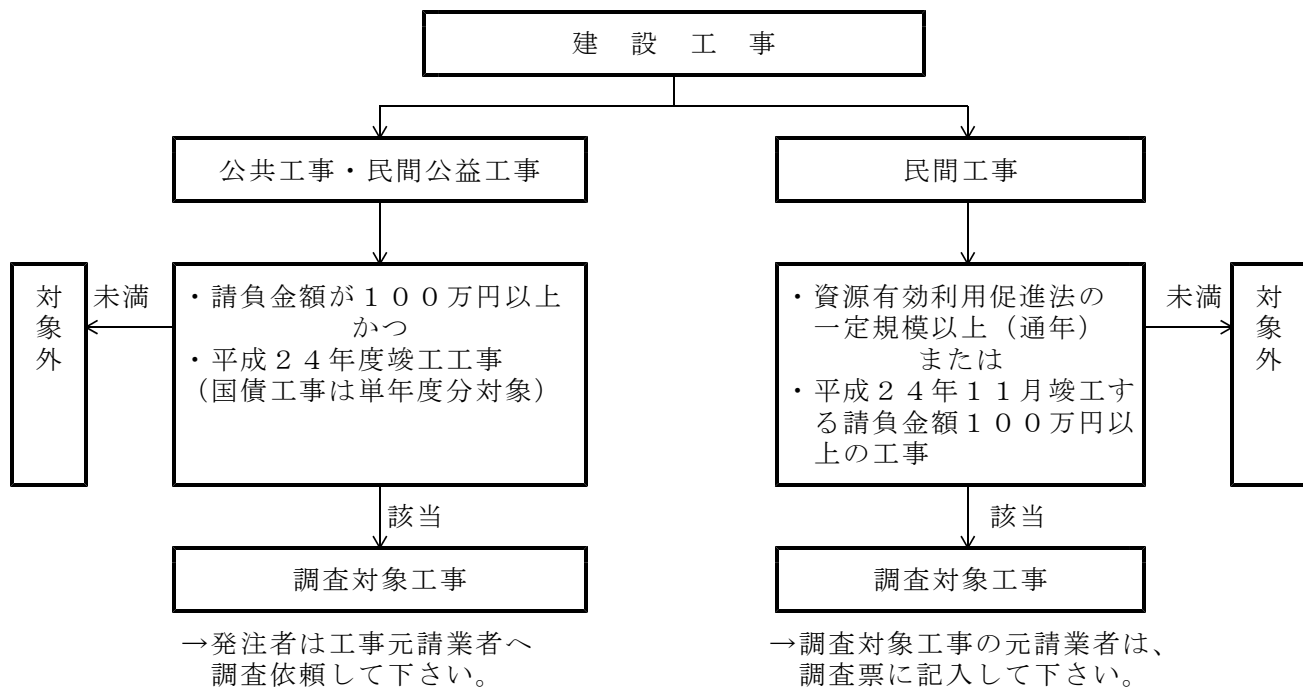 建　設　工　事
公共工事・民間公益工事
民間工事
対象外
未満
・請負金額が１００万円以上
かつ
・平成２４年度竣工工事
（国債工事は単年度分対象）
・資源有効利用促進法の
一定規模以上（通年）
または
・平成２４年１１月竣工す
る請負金額１００万円以
上の工事
未満
対象外
該当
該当
調査対象工事
調査対象工事
→発注者は工事元請業者へ
調査依頼して下さい。
→調査対象工事の元請業者は、
調査票に記入して下さい。